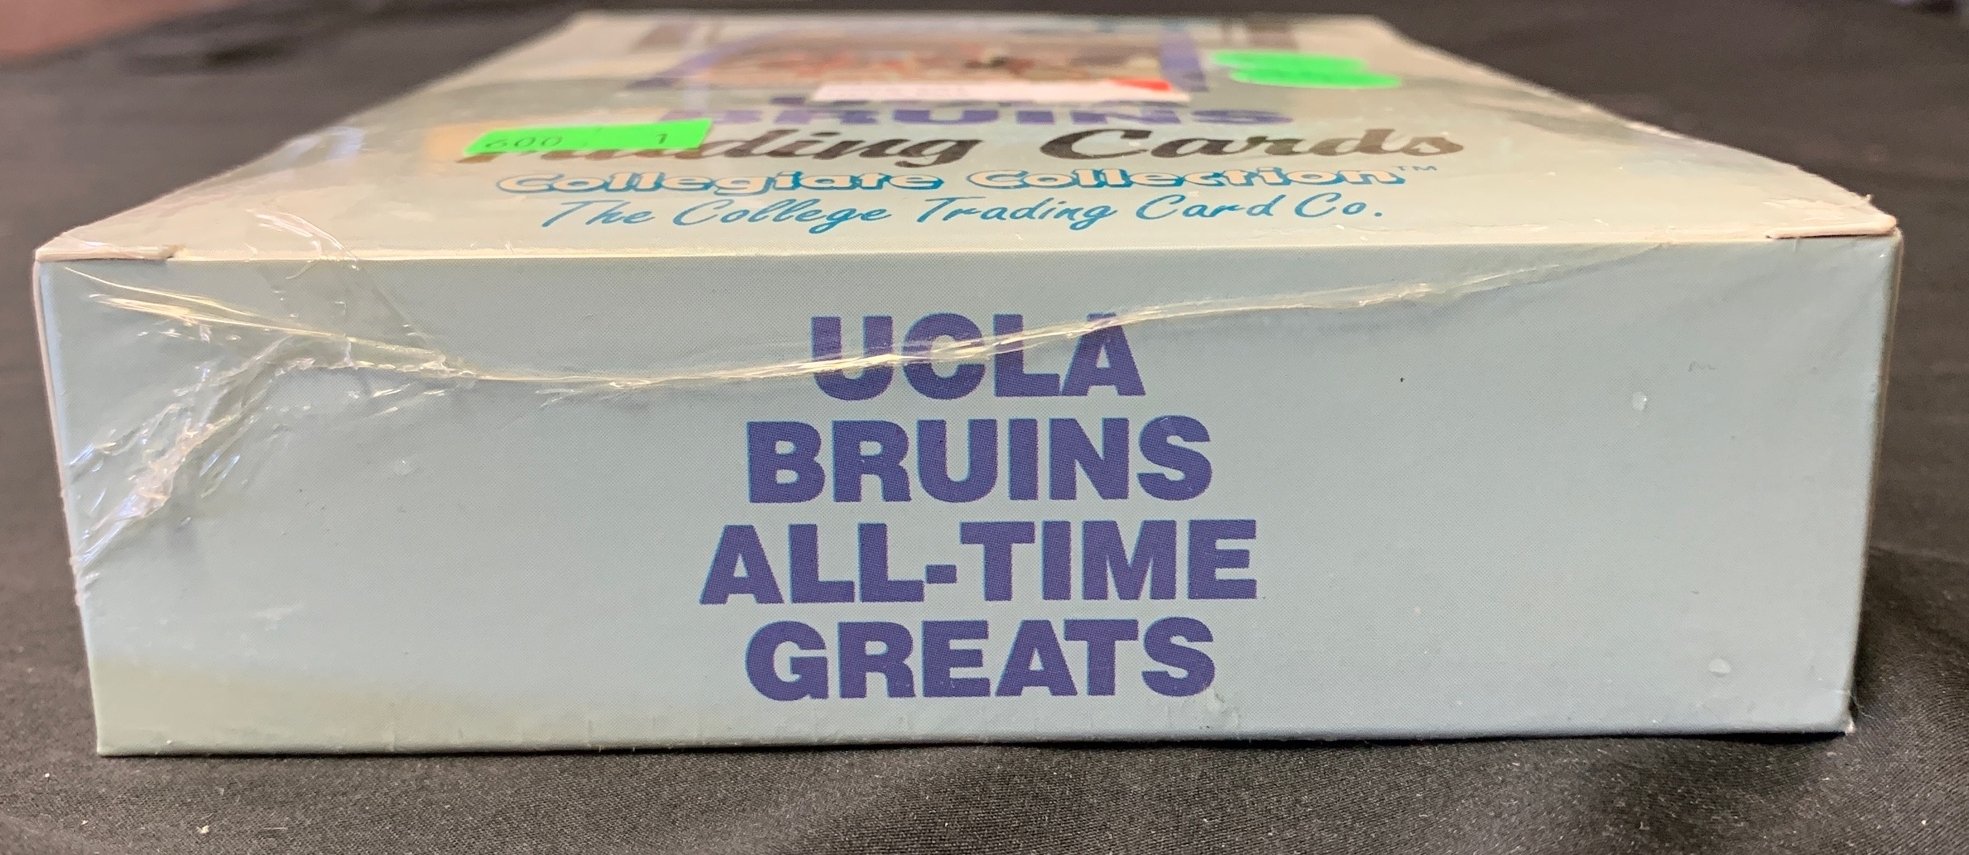 BRUINS
Trading Cards
Collegiate Collection™
The College Trading Card Co.
UCLA
BRUINS
ALL-TIME
GREATS